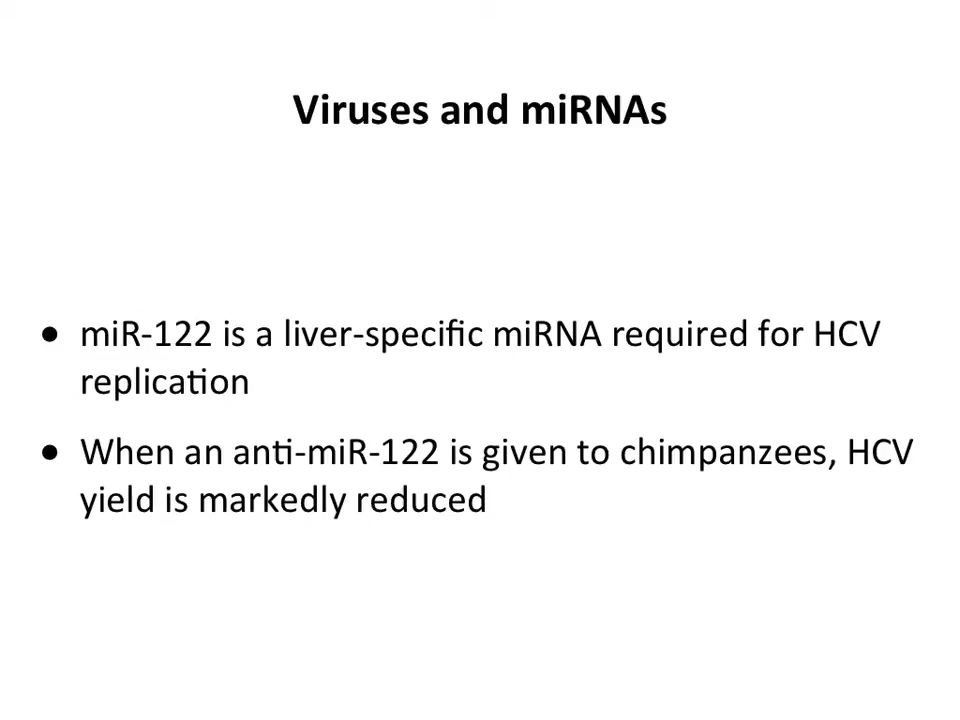 Viruses and miRNAs
• miR-122 is a liver-specific miRNA required for HCV
replication
• When an anti-miR-122 is given to chimpanzees, HCV
yield is markedly reduced